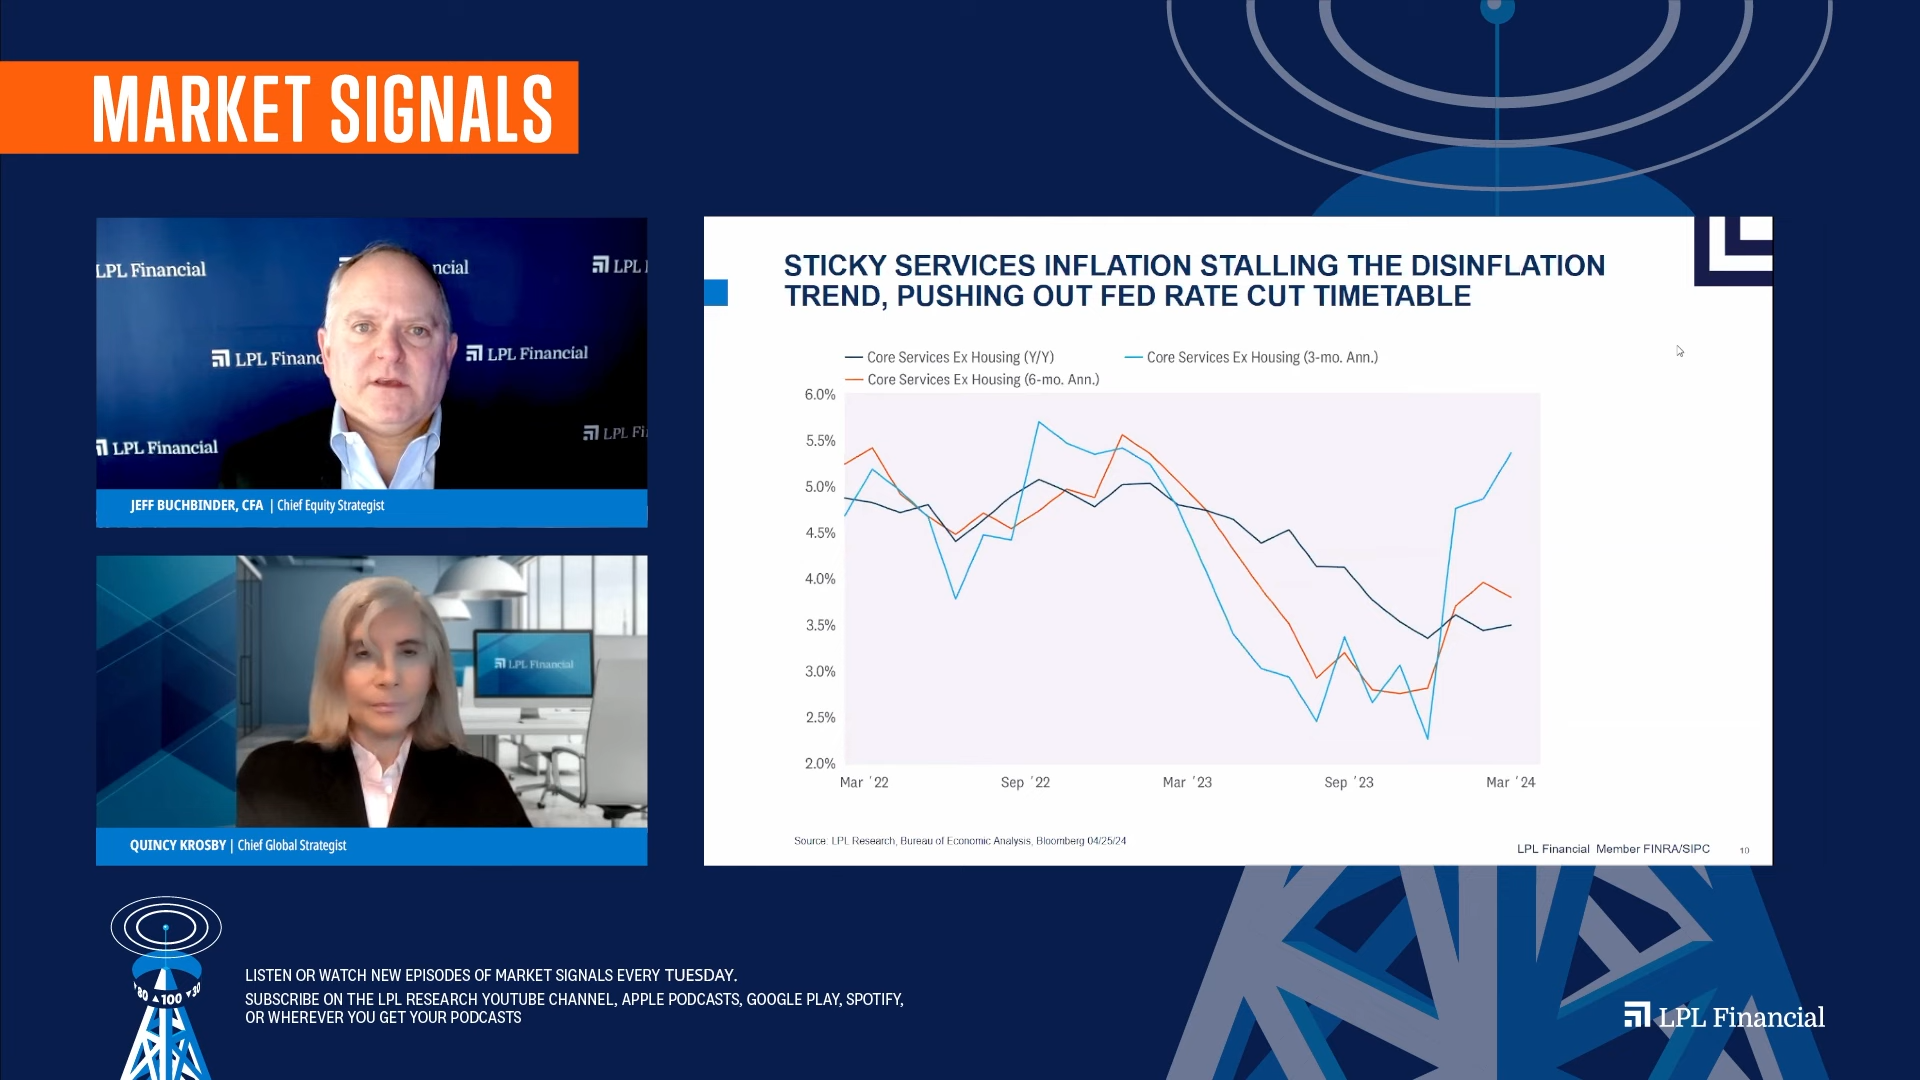 MARKET SIGNALS
LPL Financial
LPL
LPL Financial
LPL Financial
LPL Financial
JEFF BUCHBINDER, CFA | Chief Equity Strategist
LPL Financial
QUINCY KROSBY | Chief Global Strategist
STICKY SERVICES INFLATION STALLING THE DISINFLATION
TREND, PUSHING OUT FED RATE CUT TIMETABLE
Core Services Ex Housing (Y/Y) Core Services Ex Housing (3-mo. Ann.)
Core Services Ex Housing (6-mo. Ann.)
6.0%
5.5%
5.0%
4.5%
4.0%
3.5%
3.0%
2.5%
2.0%
Mar '22 Sep '22 Mar '23 Sep '23 Mar '24
Source: LPL Research, Bureau of Economic Analysis, Bloomberg 04/25/24
LPL Financial Member FINRA/SIPC 10
80 100
LISTEN OR WATCH NEW EPISODES OF MARKET SIGNALS EVERY TUESDAY.
SUBSCRIBE ON THE LPL RESEARCH YOUTUBE CHANNEL, APPLE PODCASTS, GOOGLE PLAY, SPOTIFY,
OR WHEREVER YOU GET YOUR PODCASTS
LPL Financial